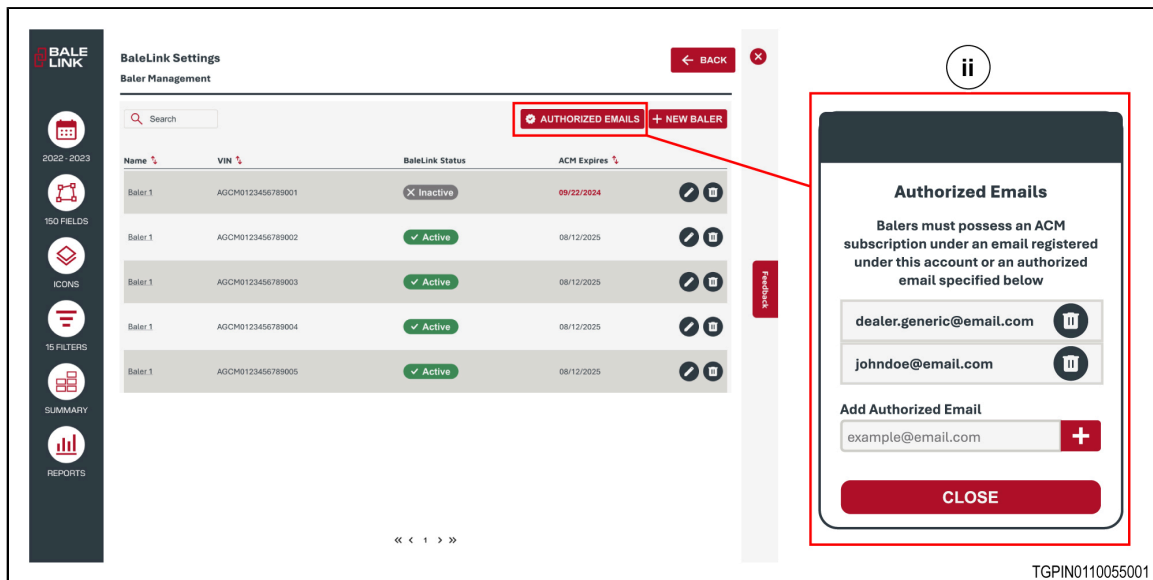 BALE
LINK
2022 - 2023
150 FIELDS
ICONS
15 FILTERS
SUMMARY
REPORTS
BaleLink Settings
Baler Management
← BACK
Search
AUTHORIZED EMAILS
+ NEW BALER
Name VIN BaleLink Status ACM Expires
Baler 1 AGCM0123456789001 Inactive 09/22/2024
Baler 1 AGCM0123456789002 Active 08/12/2025
Baler 1 AGCM0123456789003 Active 08/12/2025
Baler 1 AGCM0123456789004 Active 08/12/2025
Baler 1 AGCM0123456789005 Active 08/12/2025
« < 1 > »
Feedback
ii
Authorized Emails
Balers must possess an ACM
subscription under an email registered
under this account or an authorized
email specified below
dealer.generic@email.com
johndoe@email.com
Add Authorized Email
example@email.com
+
CLOSE
TGPIN0110055001